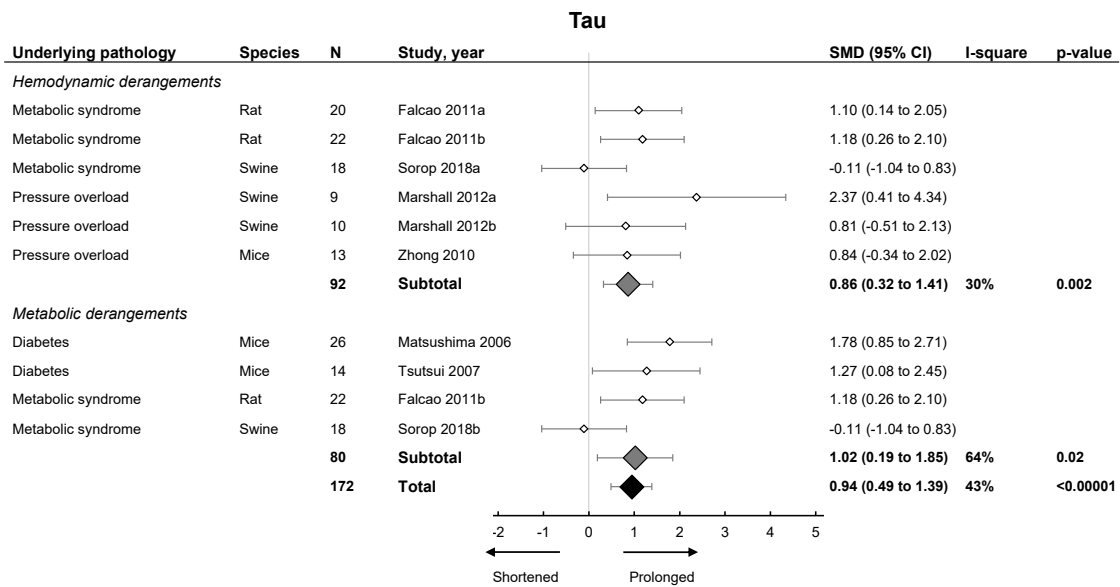 Tau
Underlying pathology Species N Study, year SMD (95% CI) I-square p-value
Hemodynamic derangements
Metabolic syndrome Rat 20 Falcao 2011a 1.10 (0.14 to 2.05)
Metabolic syndrome Rat 22 Falcao 2011b 1.18 (0.26 to 2.10)
Metabolic syndrome Swine 18 Sorop 2018a -0.11 (-1.04 to 0.83)
Pressure overload Swine 9 Marshall 2012a 2.37 (0.41 to 4.34)
Pressure overload Swine 10 Marshall 2012b 0.81 (-0.51 to 2.13)
Pressure overload Mice 13 Zhong 2010 0.84 (-0.34 to 2.02)
92 Subtotal 0.86 (0.32 to 1.41) 30% 0.002
Metabolic derangements
Diabetes Mice 26 Matsushima 2006 1.78 (0.85 to 2.71)
Diabetes Mice 14 Tsutsui 2007 1.27 (0.08 to 2.45)
Metabolic syndrome Rat 22 Falcao 2011b 1.18 (0.26 to 2.10)
Metabolic syndrome Swine 18 Sorop 2018b -0.11 (-1.04 to 0.83)
80 Subtotal 1.02 (0.19 to 1.85) 64% 0.02
172 Total 0.94 (0.49 to 1.39) 43% <0.00001
-2 -1 0 1 2 3 4 5
Shortened Prolonged